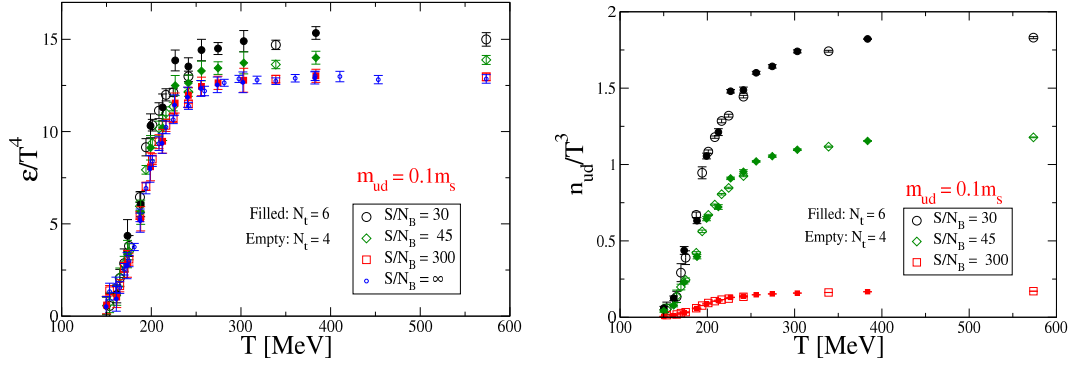 15
10
5
0
100
200
300
400
500
600
ε/T⁴
T [MeV]
m_ud = 0.1m_s
Filled: N_t = 6
Empty: N_t = 4
S/N_B = 30
S/N_B = 45
S/N_B = 300
S/N_B = ∞
2
1.5
1
0.5
0
100
200
300
400
500
600
n_ud/T³
T [MeV]
m_ud = 0.1m_s
Filled: N_t = 6
Empty: N_t = 4
S/N_B = 30
S/N_B = 45
S/N_B = 300